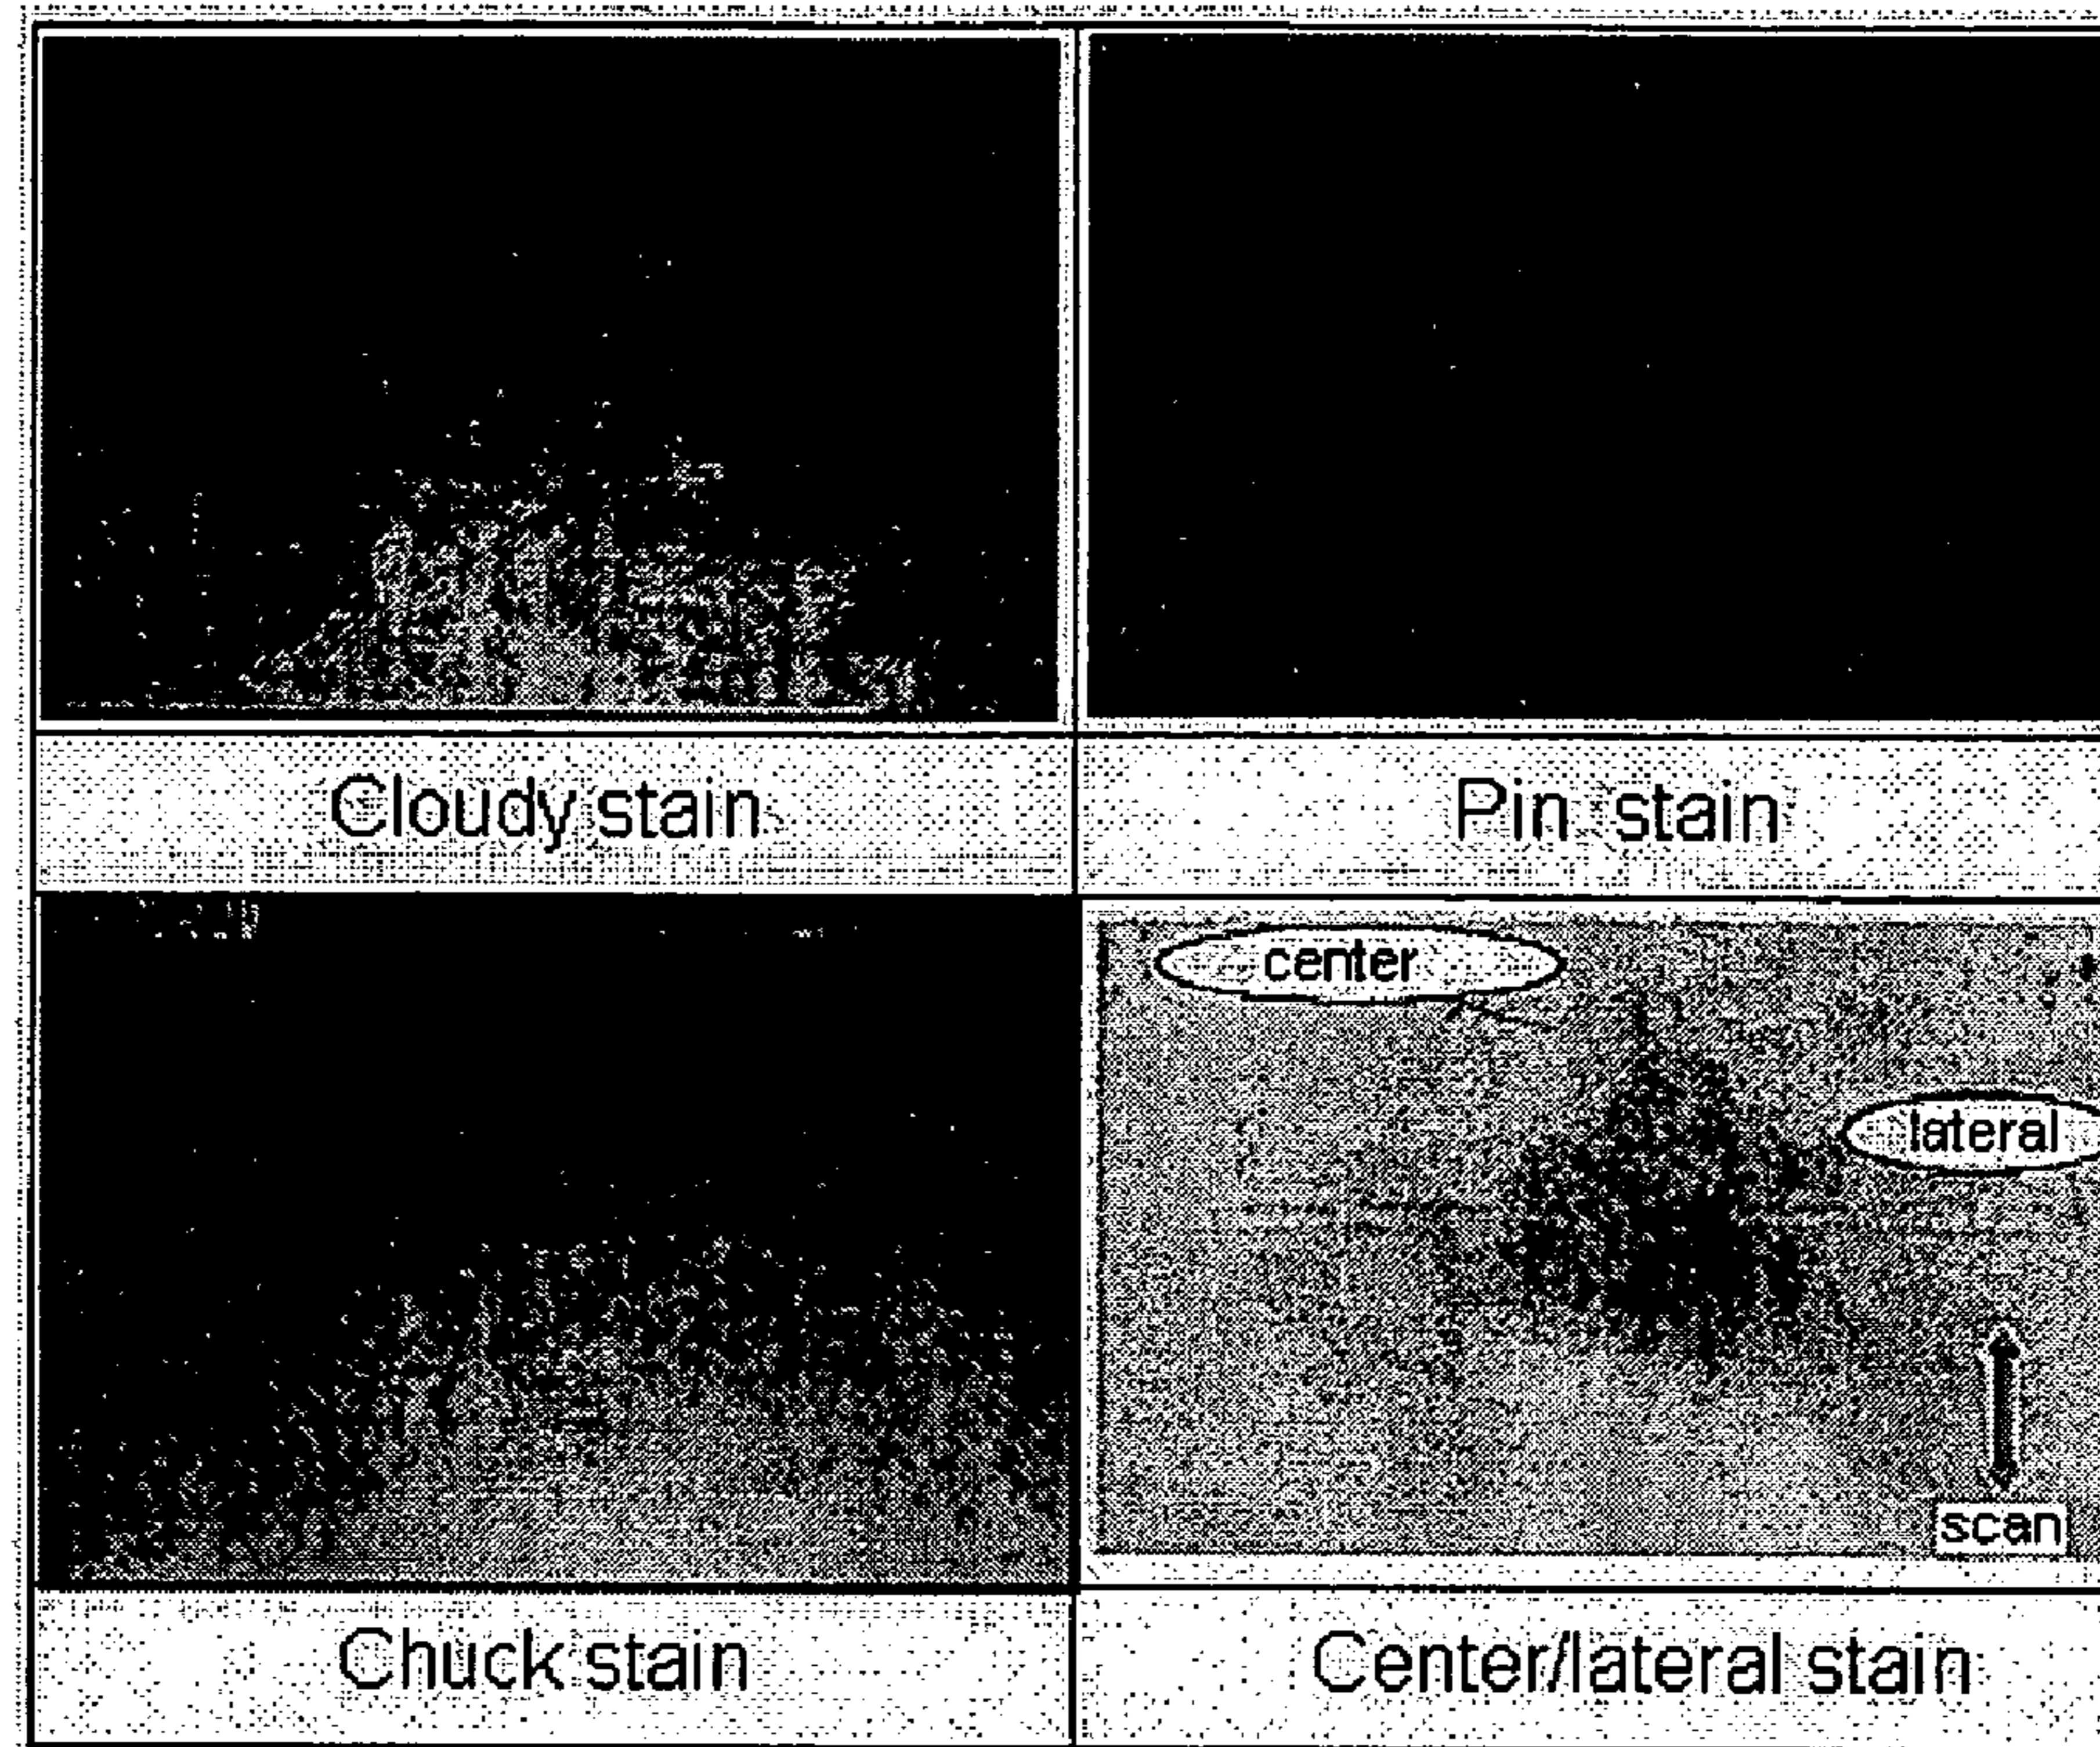 Cloudy stain
Pin stain
center
lateral
scan
Chuck stain
Center/lateral stain